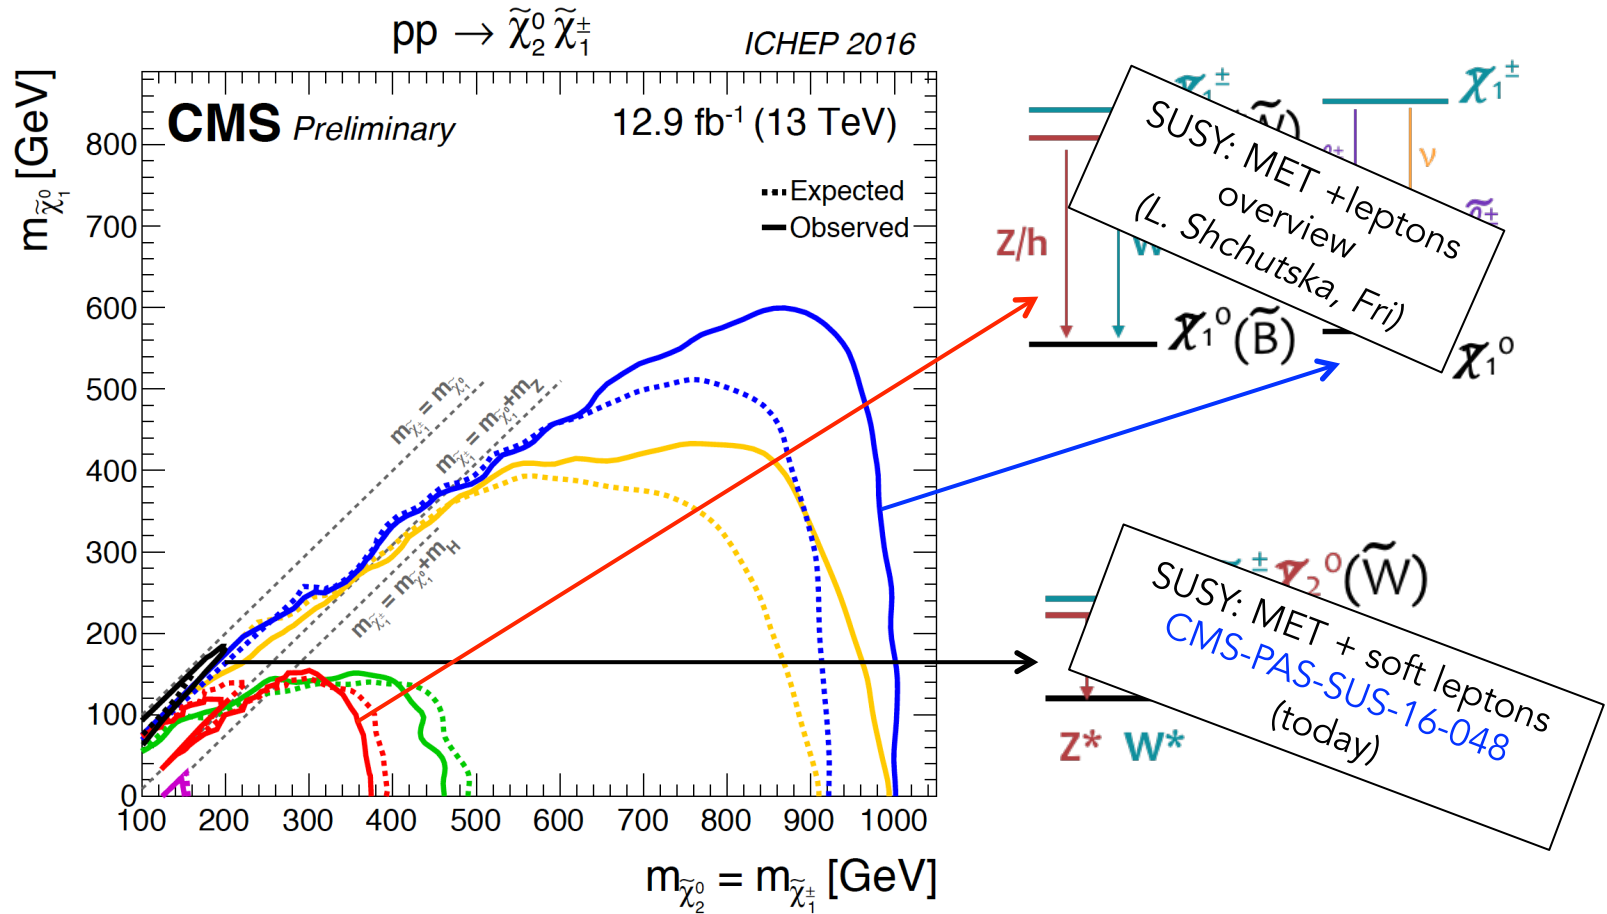 pp → χ̃₂⁰ χ̃₁±
ICHEP 2016
CMS Preliminary
12.9 fb⁻¹ (13 TeV)
Expected
Observed
m_χ̃₁⁰ [GeV]
800
700
600
500
400
300
200
100
0
m_χ̃₁± = m_χ̃₁⁰
m_χ̃₁± = m_χ̃₁⁰+m_Z
m_χ̃₁± = m_χ̃₁⁰+m_H
100 200 300 400 500 600 700 800 900 1000
m_χ̃₂⁰ = m_χ̃₁± [GeV]
χ̃₁±
SUSY: MET +leptons
overview
(L. Shchutska, Fri)
ν
Z/h
W
χ̃₁⁰(B̃)
χ̃₁⁰
± χ̃₂⁰(W̃)
SUSY: MET + soft leptons
CMS-PAS-SUS-16-048
(today)
Z* W*